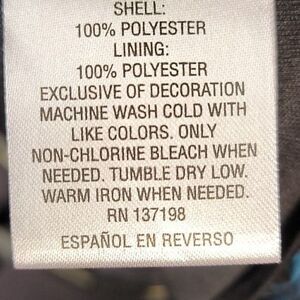 SHELL:
100% POLYESTER
LINING:
100% POLYESTER
EXCLUSIVE OF DECORATION
MACHINE WASH COLD WITH
LIKE COLORS. ONLY
NON-CHLORINE BLEACH WHEN
NEEDED. TUMBLE DRY LOW.
WARM IRON WHEN NEEDED.
RN 137198
ESPAÑOL EN REVERSO